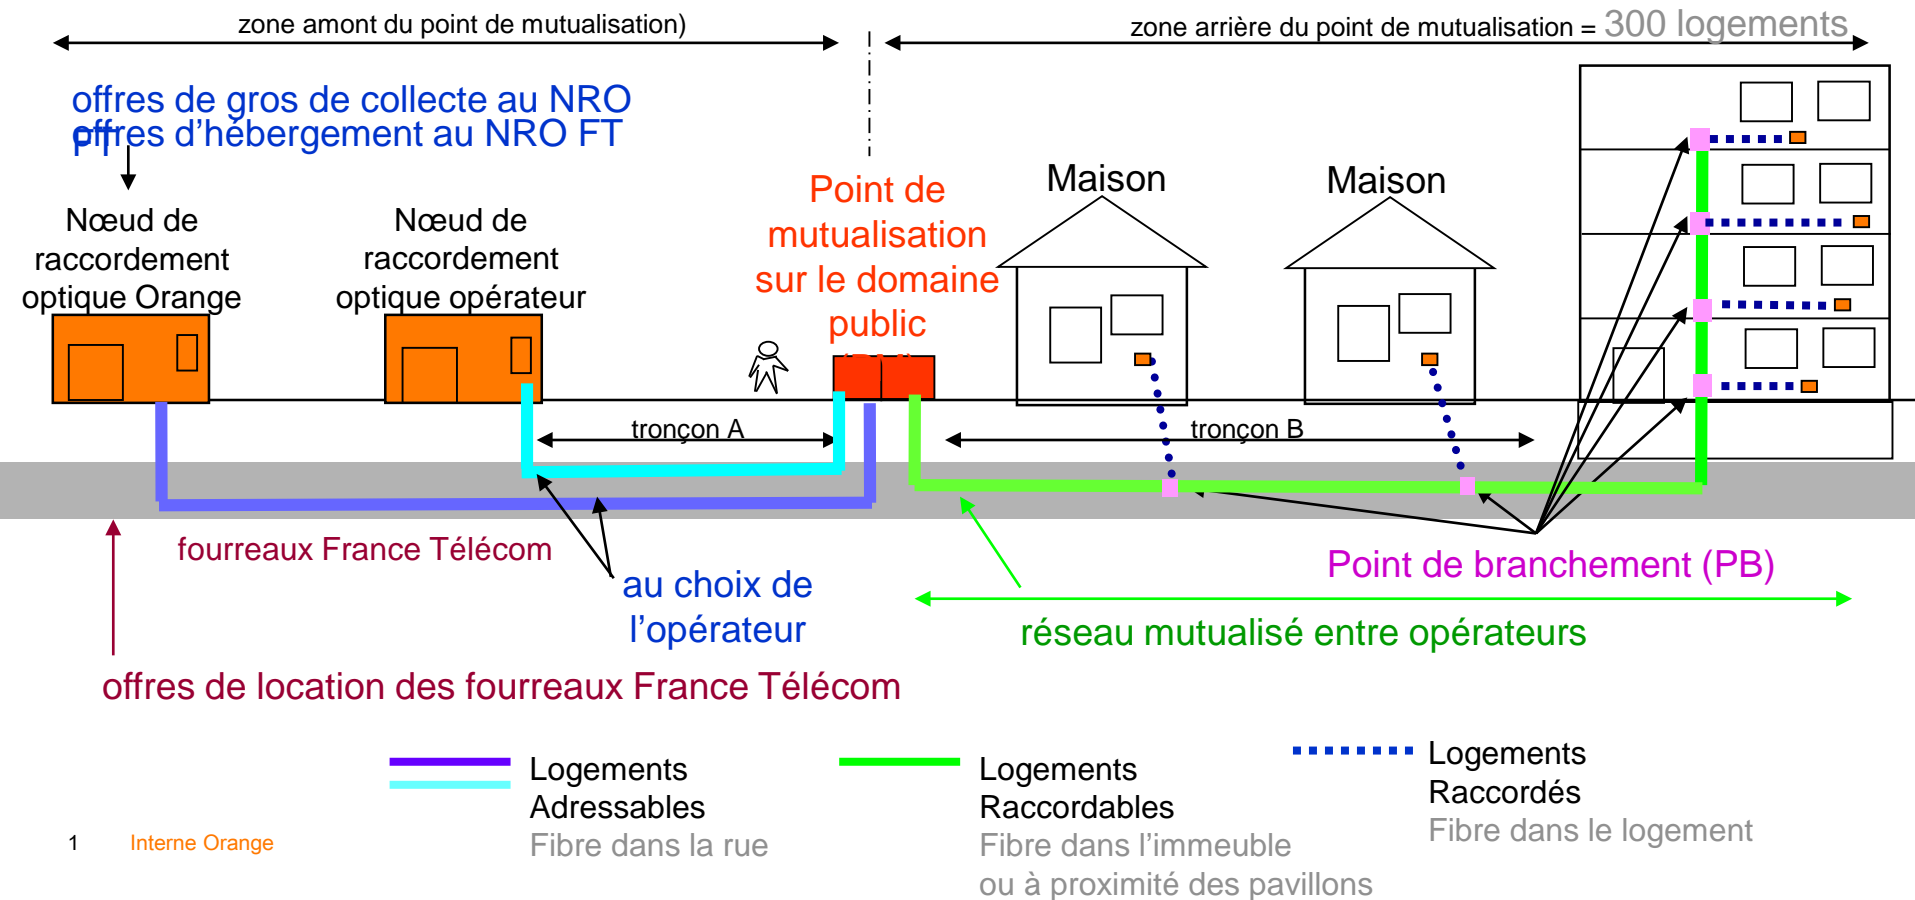 zone amont du point de mutualisation)
zone arrière du point de mutualisation = 300 logements
offres de gros de collecte au NRO
FT
offres d’hébergement au NRO FT
Nœud de
raccordement
optique Orange
Nœud de
raccordement
optique opérateur
Point de
mutualisation
sur le domaine
public
Maison
Maison
tronçon A
tronçon B
fourreaux France Télécom
au choix de
l’opérateur
Point de branchement (PB)
réseau mutualisé entre opérateurs
offres de location des fourreaux France Télécom
Logements
Adressables
Fibre dans la rue
Logements
Raccordables
Fibre dans l’immeuble
ou à proximité des pavillons
Logements
Raccordés
Fibre dans le logement
1 Interne Orange